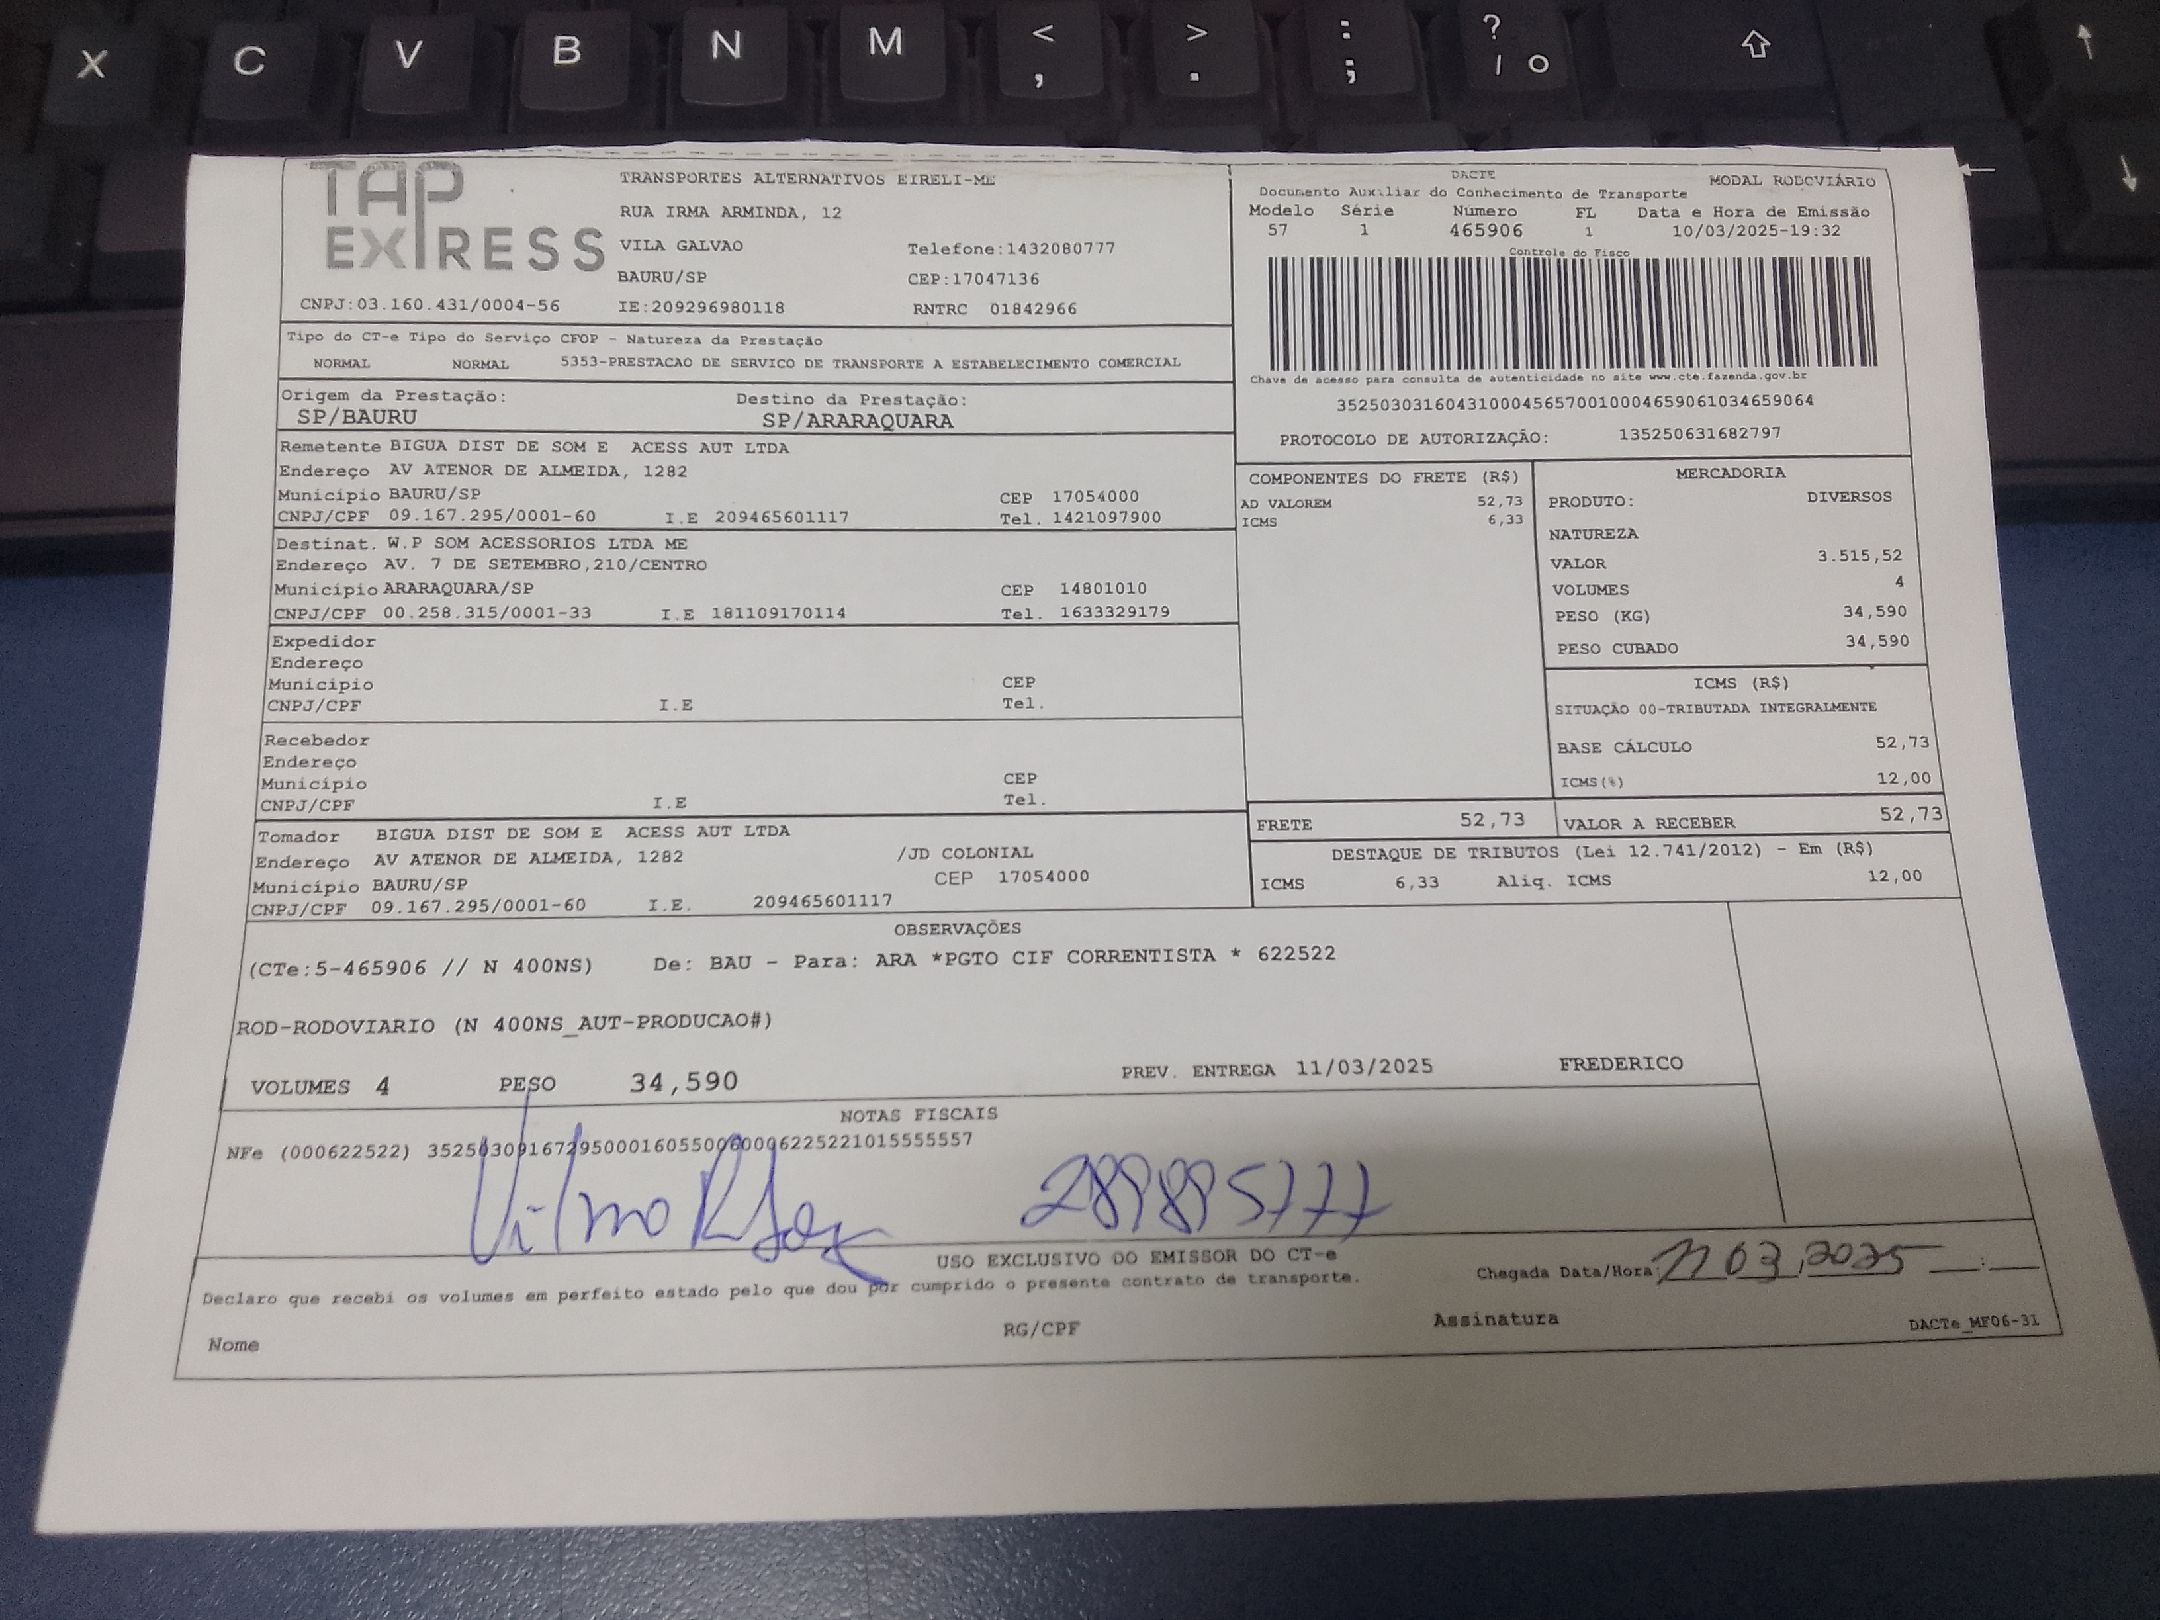 X C V B N M < , > . : ; ? / O
TAP EXPRESS
TRANSPORTES ALTERNATIVOS EIRELI-ME
RUA IRMA ARMINDA, 12
VILA GALVAO Telefone:1432080777
BAURU/SP CEP:17047136
CNPJ:03.160.431/0004-56 IE:209296980118 RNTRC 01842966
DACTE
Documento Auxiliar do Conhecimento de Transporte MODAL RODOVIÁRIO
Modelo Série Número FL Data e Hora de Emissão
57 1 465906 1 10/03/2025-19:32
Controle do Fisco
Chave de acesso para consulta de autenticidade no site www.cte.fazenda.gov.br
35250303160431000456570010004659061034659064
PROTOCOLO DE AUTORIZAÇÃO: 135250631682797
Tipo do CT-e Tipo do Serviço CFOP - Natureza da Prestação
NORMAL NORMAL 5353-PRESTACAO DE SERVICO DE TRANSPORTE A ESTABELECIMENTO COMERCIAL
Origem da Prestação: Destino da Prestação:
SP/BAURU SP/ARARAQUARA
Remetente BIGUA DIST DE SOM E ACESS AUT LTDA
Endereço AV ATENOR DE ALMEIDA, 1282
Município BAURU/SP CEP 17054000
CNPJ/CPF 09.167.295/0001-60 I.E 209465601117 Tel. 1421097900
Destinat. W.P SOM ACESSORIOS LTDA ME
Endereço AV. 7 DE SETEMBRO,210/CENTRO
Município ARARAQUARA/SP CEP 14801010
CNPJ/CPF 00.258.315/0001-33 I.E 181109170114 Tel. 1633329179
Expedidor
Endereço
Município CEP
CNPJ/CPF I.E Tel.
Recebedor
Endereço
Município CEP
CNPJ/CPF I.E Tel.
Tomador BIGUA DIST DE SOM E ACESS AUT LTDA
Endereço AV ATENOR DE ALMEIDA, 1282 /JD COLONIAL
Município BAURU/SP CEP 17054000
CNPJ/CPF 09.167.295/0001-60 I.E. 209465601117
COMPONENTES DO FRETE (R$)
AD VALOREM 52,73
ICMS 6,33
MERCADORIA
PRODUTO: DIVERSOS
NATUREZA
VALOR 3.515,52
VOLUMES 4
PESO (KG) 34,590
PESO CUBADO 34,590
ICMS (R$)
SITUAÇÃO 00-TRIBUTADA INTEGRALMENTE
BASE CÁLCULO 52,73
ICMS(%) 12,00
FRETE 52,73 VALOR A RECEBER 52,73
DESTAQUE DE TRIBUTOS (Lei 12.741/2012) - Em (R$)
ICMS 6,33 Aliq. ICMS 12,00
OBSERVAÇÕES
(CTe:5-465906 // N 400NS) De: BAU - Para: ARA *PGTO CIF CORRENTISTA * 622522
ROD-RODOVIARIO (N 400NS_AUT-PRODUCAO#)
VOLUMES 4 PESO 34,590 PREV. ENTREGA 11/03/2025 FREDERICO
NOTAS FISCAIS
NFe (000622522) 35250309167295000160550060006225221015555557
289895777
USO EXCLUSIVO DO EMISSOR DO CT-e
Chegada Data/Hora: 11 03, 2025 __:__
Declaro que recebi os volumes em perfeito estado pelo que dou por cumprido o presente contrato de transporte.
Nome RG/CPF Assinatura DACTe_MF06-31